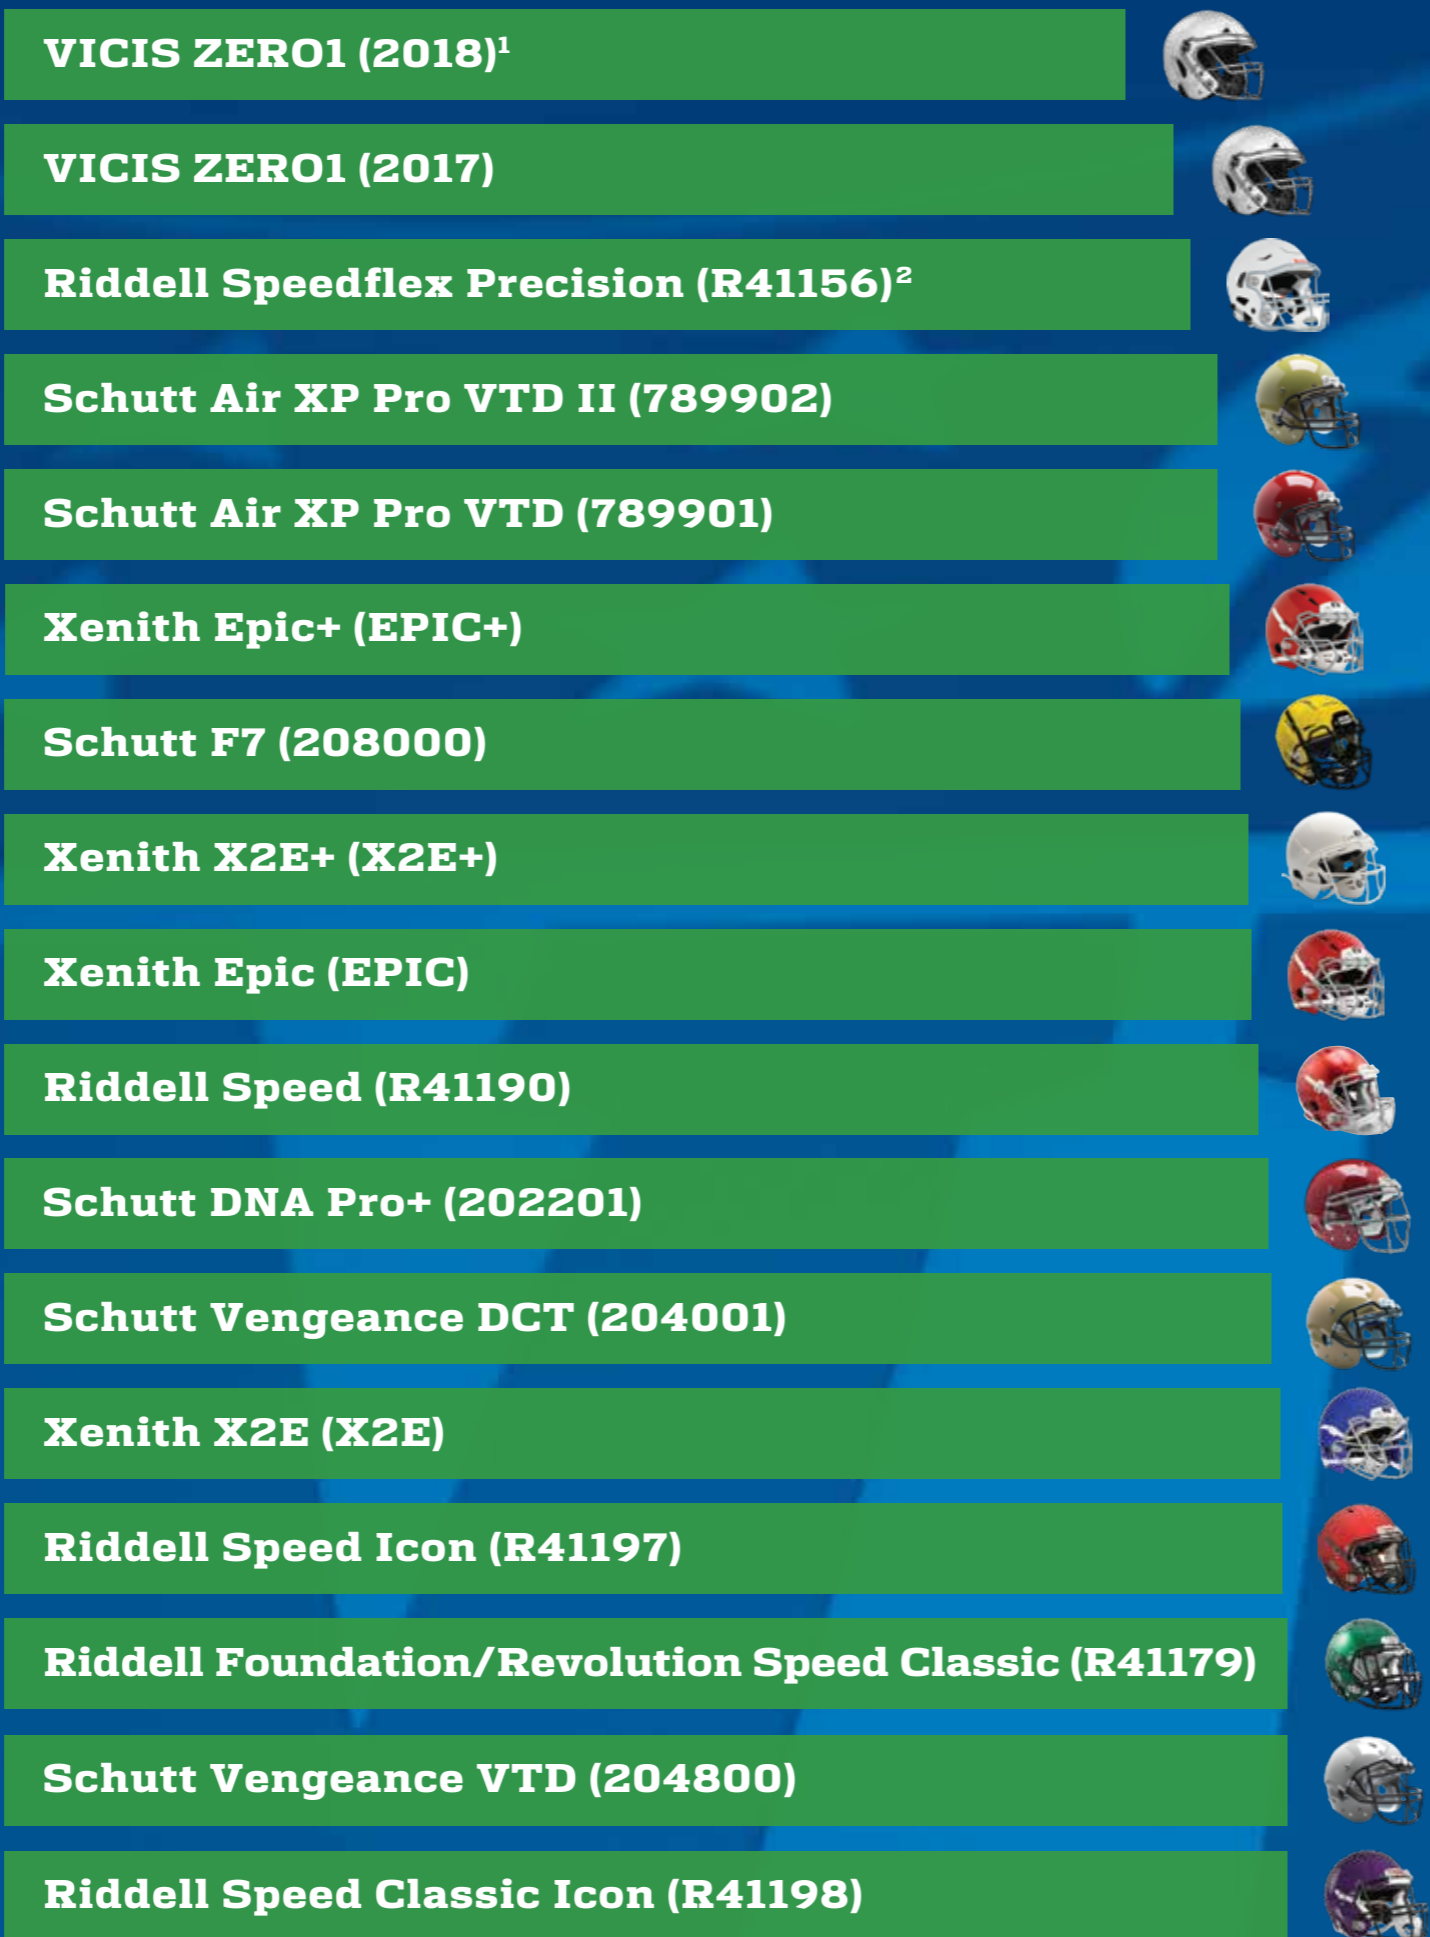 VICIS ZERO1 (2018)¹
VICIS ZERO1 (2017)
Riddell Speedflex Precision (R41156)²
Schutt Air XP Pro VTD II (789902)
Schutt Air XP Pro VTD (789901)
Xenith Epic+ (EPIC+)
Schutt F7 (208000)
Xenith X2E+ (X2E+)
Xenith Epic (EPIC)
Riddell Speed (R41190)
Schutt DNA Pro+ (202201)
Schutt Vengeance DCT (204001)
Xenith X2E (X2E)
Riddell Speed Icon (R41197)
Riddell Foundation/Revolution Speed Classic (R41179)
Schutt Vengeance VTD (204800)
Riddell Speed Classic Icon (R41198)